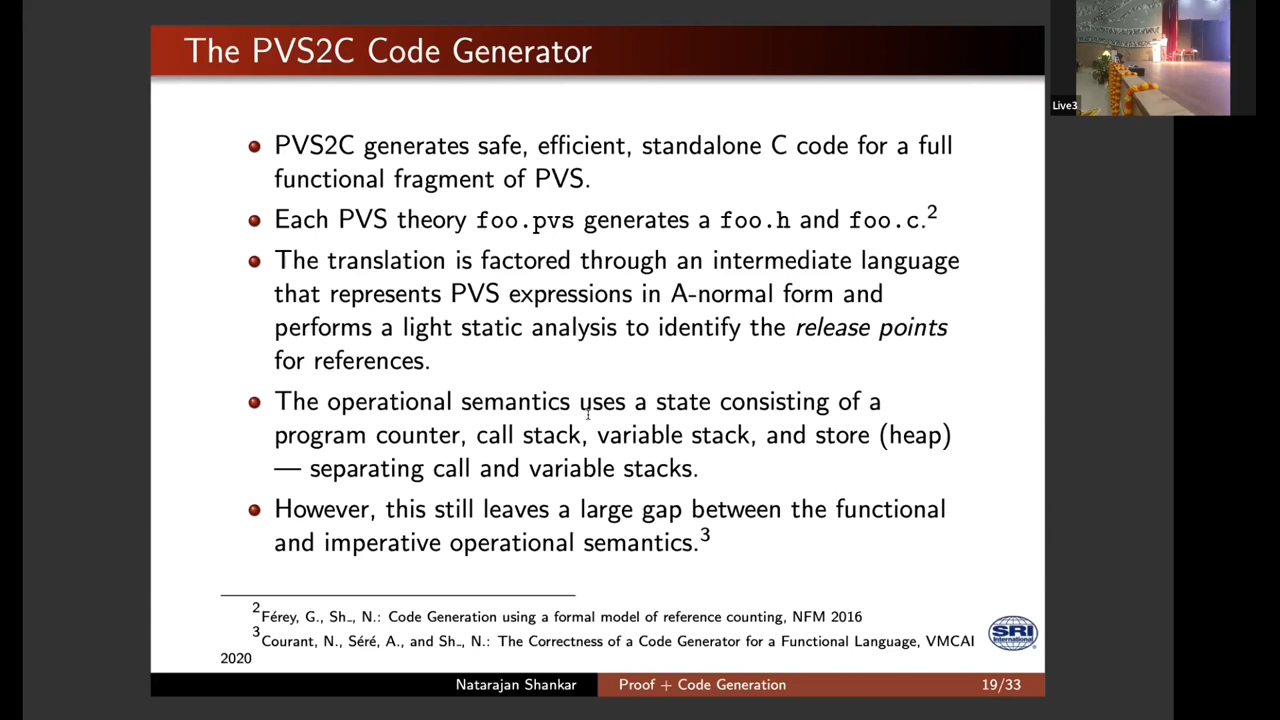 The PVS2C Code Generator
Live3
PVS2C generates safe, efficient, standalone C code for a full
functional fragment of PVS.
Each PVS theory foo.pvs generates a foo.h and foo.c.2
The translation is factored through an intermediate language
that represents PVS expressions in A-normal form and
performs a light static analysis to identify the release points
for references.
The operational semantics uses a state consisting of a
program counter, call stack, variable stack, and store (heap)
— separating call and variable stacks.
However, this still leaves a large gap between the functional
and imperative operational semantics.3
2Férey, G., Sh_, N.: Code Generation using a formal model of reference counting, NFM 2016
3Courant, N., Séré, A., and Sh_, N.: The Correctness of a Code Generator for a Functional Language, VMCAI
2020
SRI
International
Natarajan Shankar
Proof + Code Generation
19/33